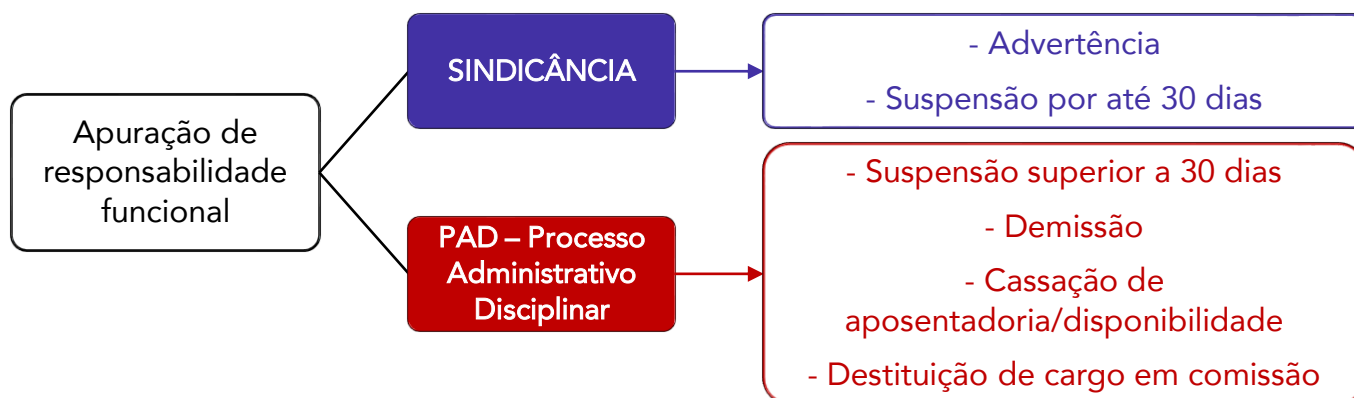 Apuração de
responsabilidade
funcional
SINDICÂNCIA
- Advertência
- Suspensão por até 30 dias
PAD – Processo
Administrativo
Disciplinar
- Suspensão superior a 30 dias
- Demissão
- Cassação de
aposentadoria/disponibilidade
- Destituição de cargo em comissão